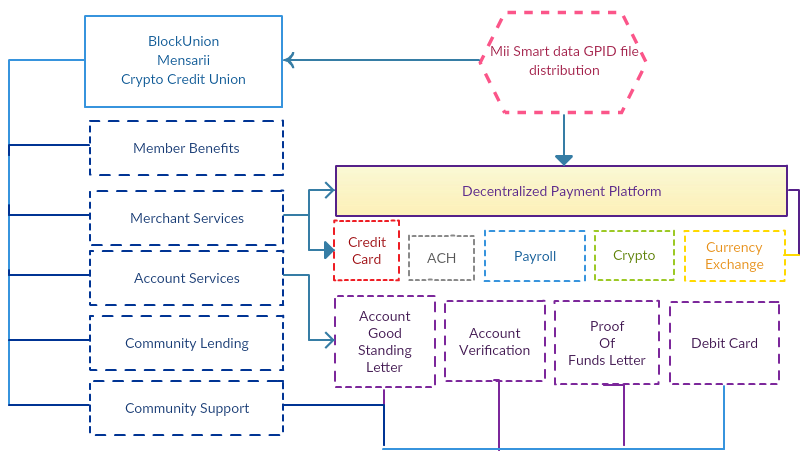 BlockUnion
Mensarii
Crypto Credit Union
Mii Smart data GPID file
distribution
Member Benefits
Merchant Services
Account Services
Community Lending
Community Support
Decentralized Payment Platform
Credit
Card
ACH
Payroll
Crypto
Currency
Exchange
Account
Good
Standing
Letter
Account
Verification
Proof
Of
Funds Letter
Debit Card